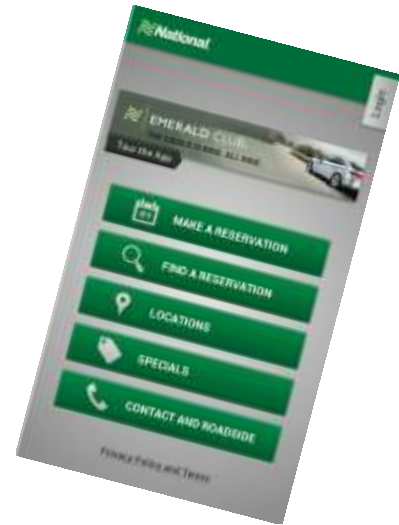 National
Login
EMERALD CLUB.
Tour the App
MAKE A RESERVATION
FIND A RESERVATION
LOCATIONS
SPECIALS
CONTACT AND ROADSIDE
Privacy Policy and Terms